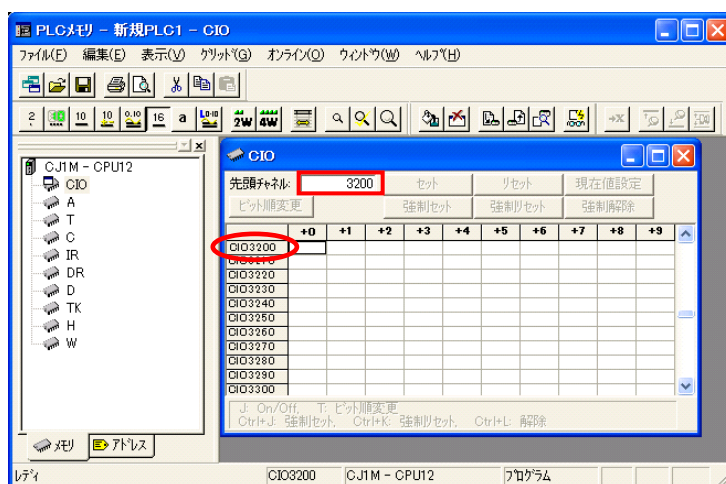 PLCメモリ - 新規PLC1 - CIO
ファイル(F) 編集(E) 表示(V) グリッド(G) オンライン(O) ウィンドウ(W) ヘルプ(H)
2 10 10 0.10 16 a L0-10 2W 4W →X
CJ1M - CPU12
CIO
A
T
C
IR
DR
D
TK
H
W
メモリ アドレス
CIO
先頭チャネル: 3200 セット リセット 現在値設定
ビット順変更 強制セット 強制リセット 強制解除
+0 +1 +2 +3 +4 +5 +6 +7 +8 +9
CIO3200
CIO3210
CIO3220
CIO3230
CIO3240
CIO3250
CIO3260
CIO3270
CIO3280
CIO3290
CIO3300
J: On/Off, T: ビット順変更
Ctrl+J: 強制セット, Ctrl+K: 強制リセット, Ctrl+L: 解除
レディ CIO3200 CJ1M - CPU12 プログラム